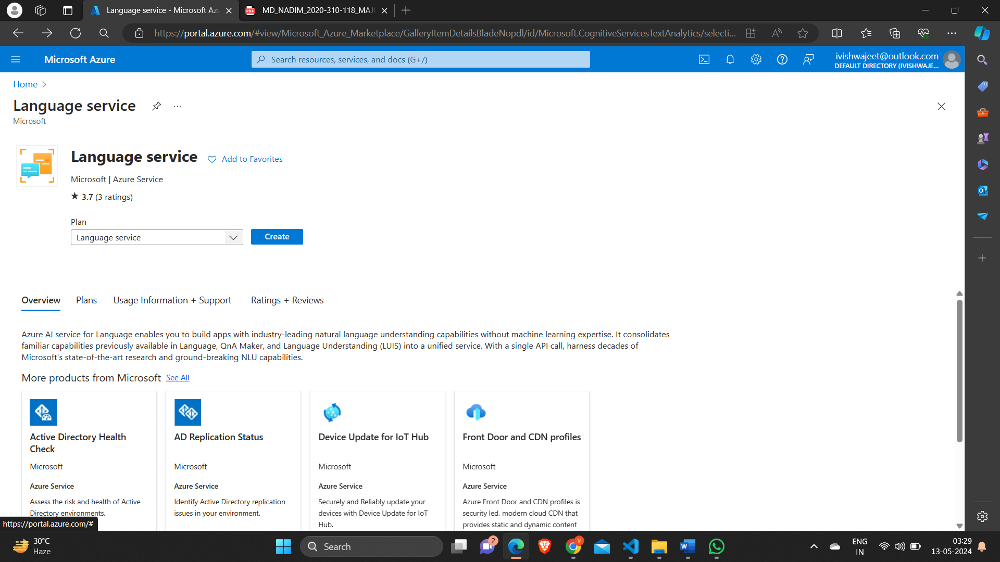 Language service - Microsoft Az
MD_NADIM_2020-310-118_MAJO
https://portal.azure.com/#view/Microsoft_Azure_Marketplace/GalleryItemDetailsBladeNopdl/id/Microsoft.CognitiveServicesTextAnalytics/selecti...
Microsoft Azure
Search resources, services, and docs (G+/)
ivishwajeet@outlook.com
DEFAULT DIRECTORY (IVISHWAJE...
Home
Language service
...
Microsoft
Language service
Add to Favorites
Microsoft | Azure Service
★ 3.7 (3 ratings)
Plan
Language service
Create
Overview Plans Usage Information + Support Ratings + Reviews
Azure AI service for Language enables you to build apps with industry-leading natural language understanding capabilities without machine learning expertise. It consolidates
familiar capabilities previously available in Language, QnA Maker, and Language Understanding (LUIS) into a unified service. With a single API call, harness decades of
Microsoft's state-of-the-art research and ground-breaking NLU capabilities.
More products from Microsoft See All
Active Directory Health
Check
Microsoft
Azure Service
Assess the risk and health of Active
Directory environments.
AD Replication Status
Microsoft
Azure Service
Identify Active Directory replication
issues in your environment.
Device Update for IoT Hub
Microsoft
Azure Service
Securely and Reliably update your
devices with Device Update for IoT
Hub.
Front Door and CDN profiles
Microsoft
Azure Service
Azure Front Door and CDN profiles is
security led, modern cloud CDN that
provides static and dynamic content
https://portal.azure.com/#
30°C
Haze
Search
2
V
ENG
IN
03:29
13-05-2024